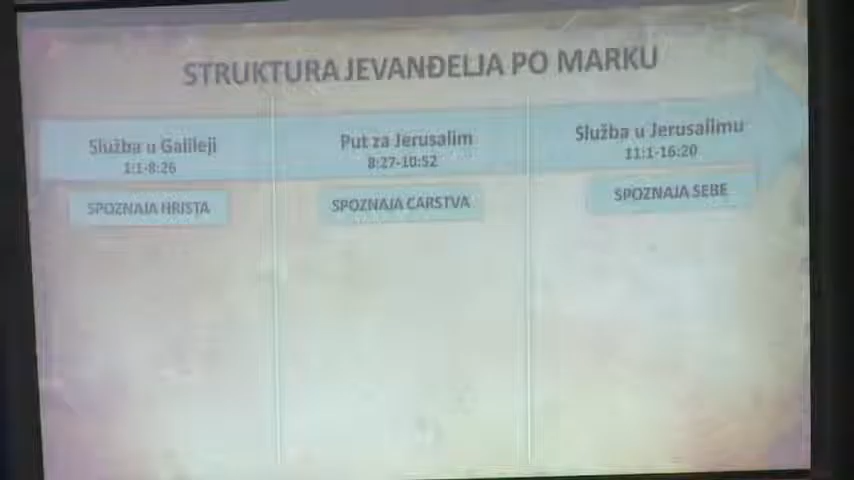 STRUKTURA JEVANĐELJA PO MARKU
Služba u Galileji
1:1-8:26
SPOZNAJA HRISTA
Put za Jerusalim
8:27-10:52
SPOZNAJA CARSTVA
Služba u Jerusalimu
11:1-16:20
SPOZNAJA SEBE